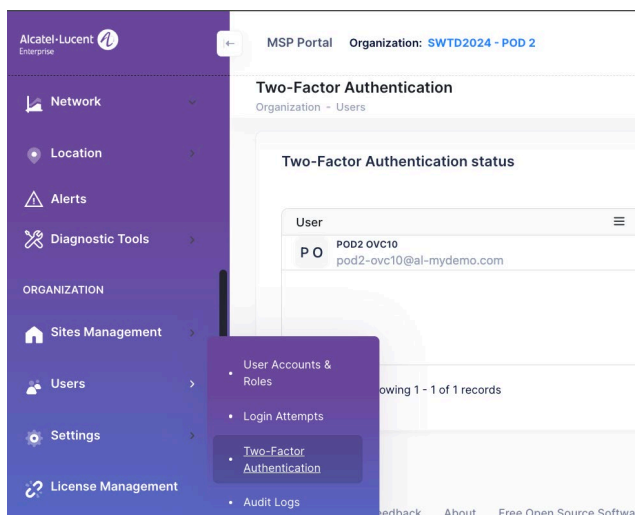 Alcatel·Lucent
Enterprise
MSP Portal Organization: SWTD2024 - POD 2
Two-Factor Authentication
Organization - Users
Network
Location
Alerts
Diagnostic Tools
ORGANIZATION
Sites Management
Users
Settings
License Management
User Accounts &
Roles
Login Attempts
Two-Factor
Authentication
Audit Logs
Two-Factor Authentication status
User
P O
POD2 OVC10
pod2-ovc10@al-mydemo.com
owing 1 - 1 of 1 records
edback About Free Open Source Softwa